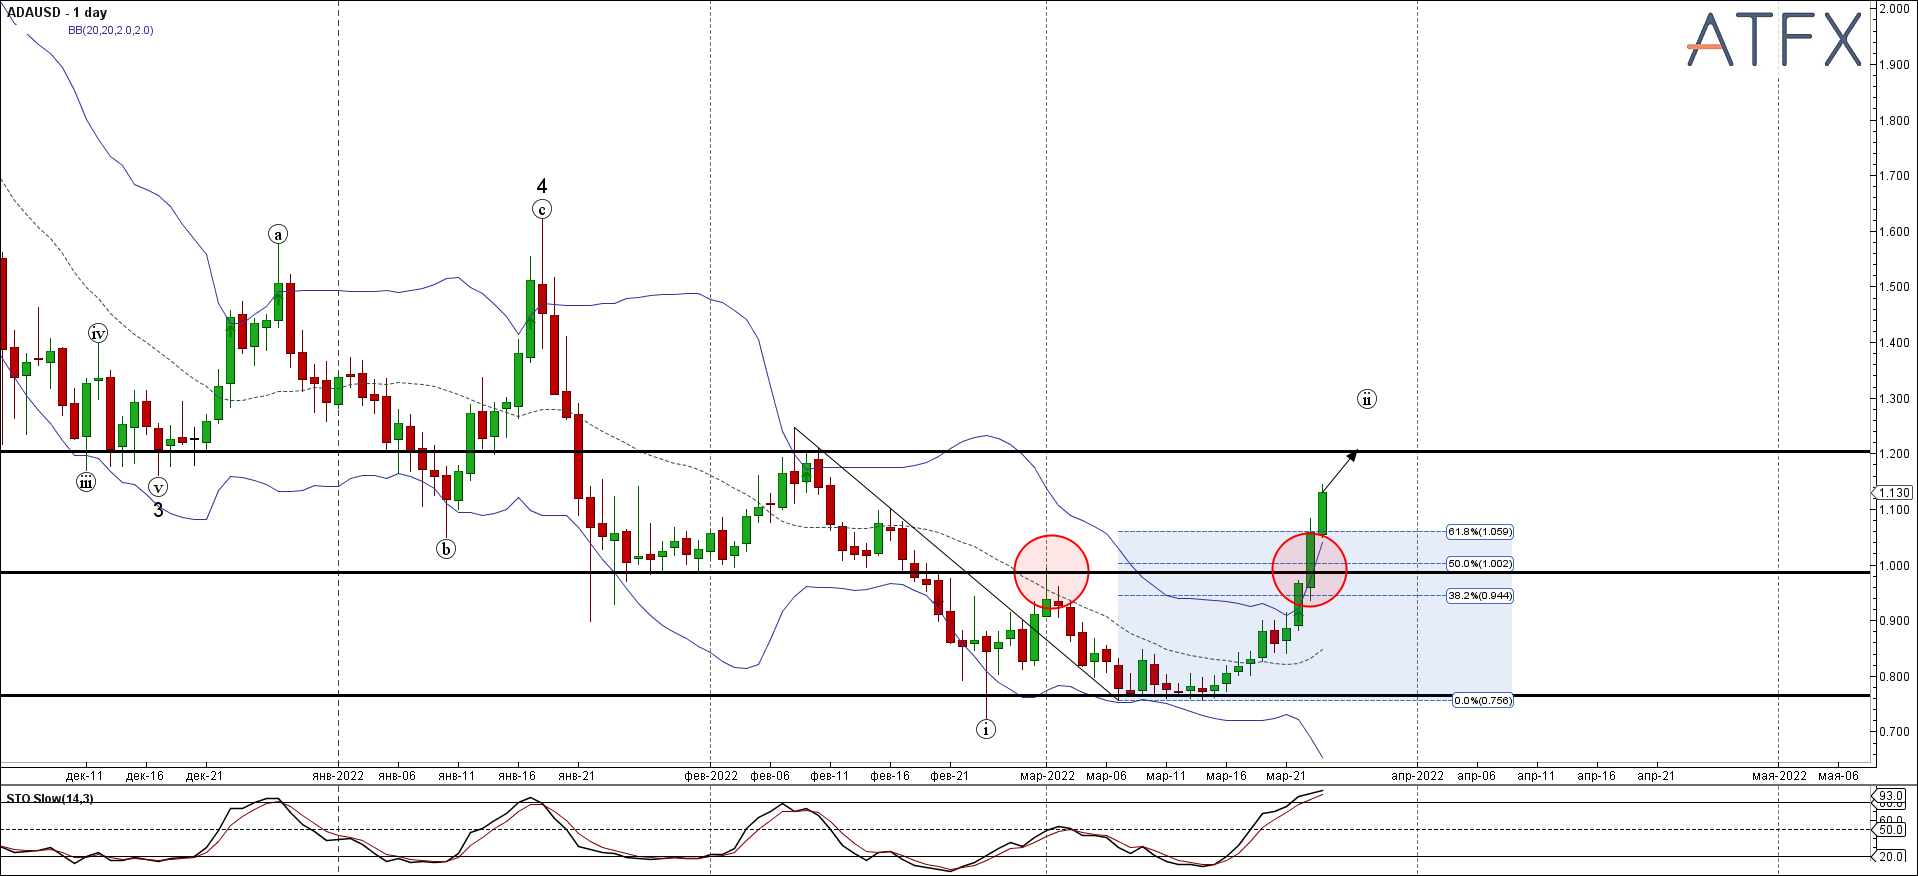 ADAUSD - 1 day
BB(20,20,2.0,2.0)
ATFX
2.000
1.900
1.800
1.700
1.600
1.500
1.400
1.300
1.200
1.130
1.100
1.000
0.900
0.800
0.700
4
c
a
iv
ii
iii
v
3
b
i
61.8%(1.059)
50.0%(1.002)
38.2%(0.944)
0.0%(0.756)
дек-11 дек-16 дек-21 янв-2022 янв-06 янв-11 янв-16 янв-21 фев-2022 фев-06 фев-11 фев-16 фев-21 мар-2022 мар-06 мар-11 мар-16 мар-21 апр-2022 апр-06 апр-11 апр-16 апр-21 мая-2022 мая-06
STO Slow(14,3)
93.0
80.0
60.0
50.0
20.0